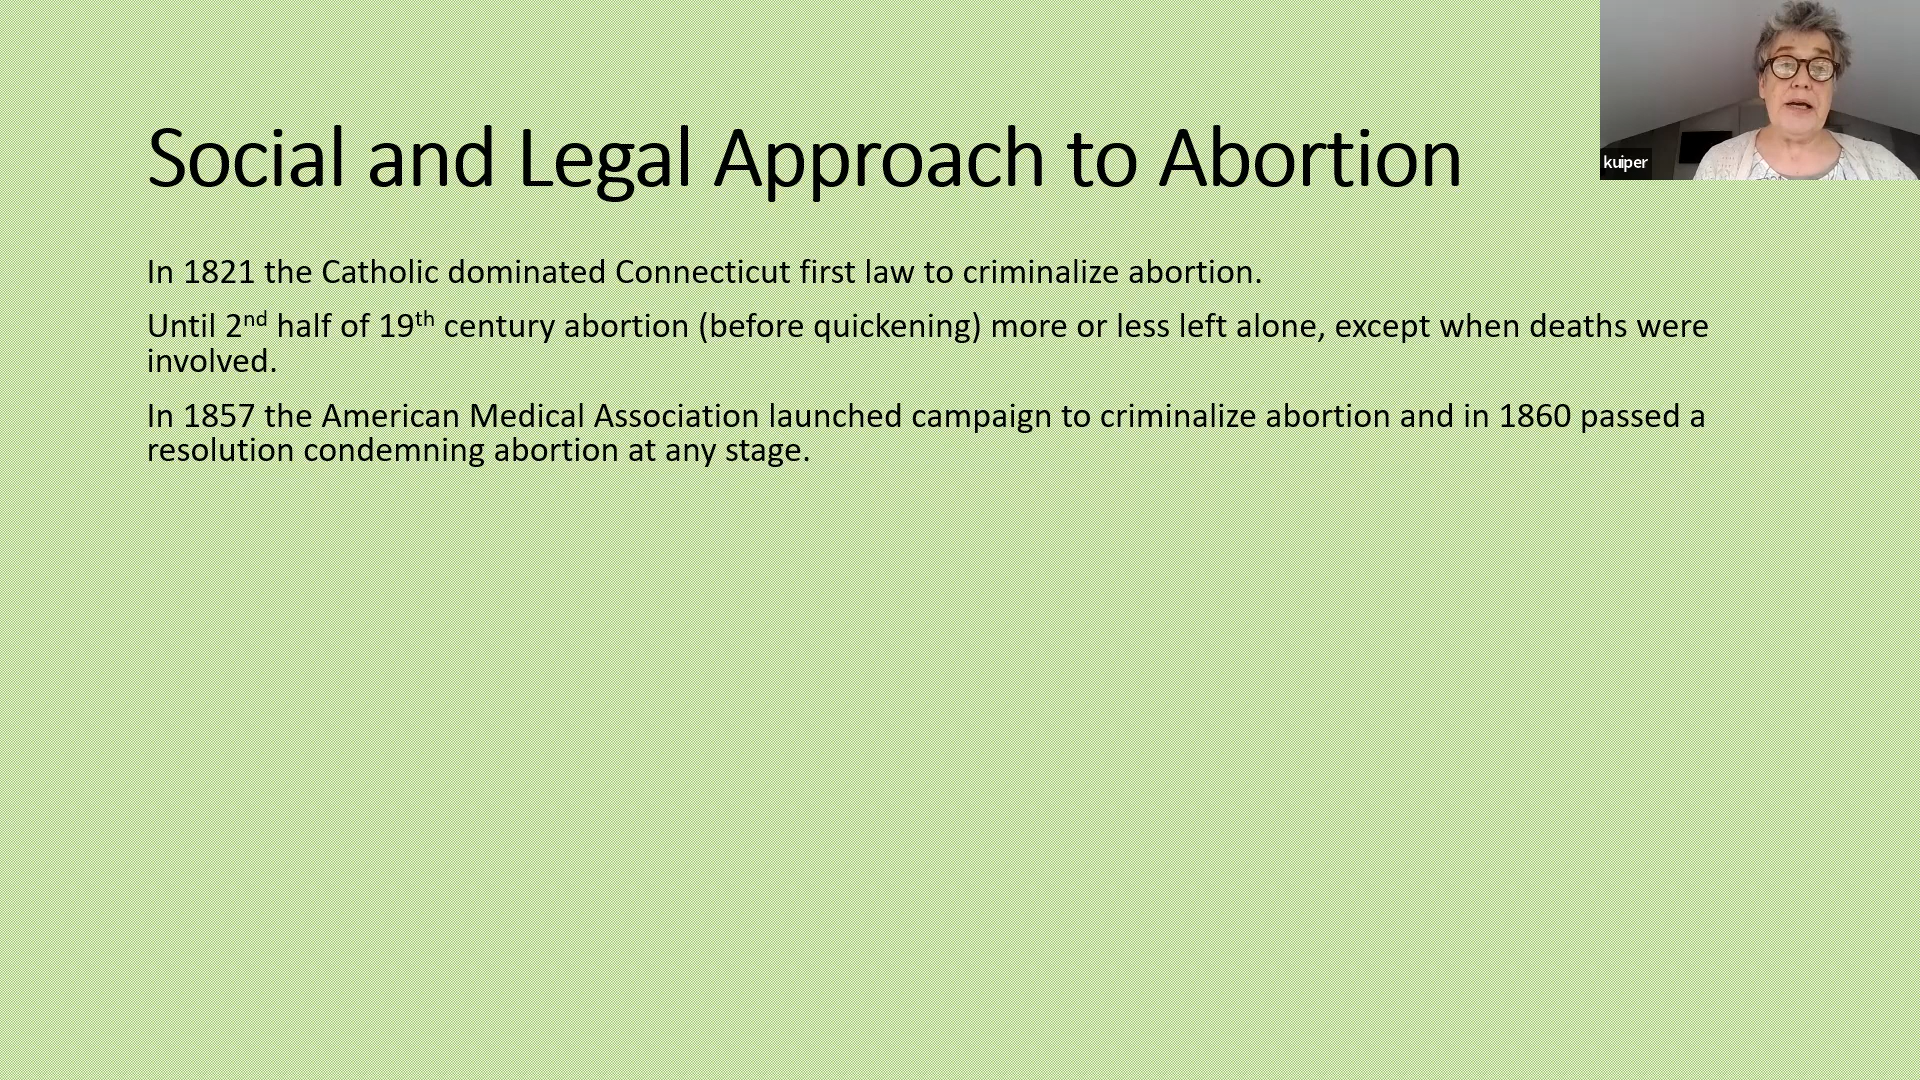 Social and Legal Approach to Abortion
kuiper
In 1821 the Catholic dominated Connecticut first law to criminalize abortion.
Until 2nd half of 19th century abortion (before quickening) more or less left alone, except when deaths were
involved.
In 1857 the American Medical Association launched campaign to criminalize abortion and in 1860 passed a
resolution condemning abortion at any stage.